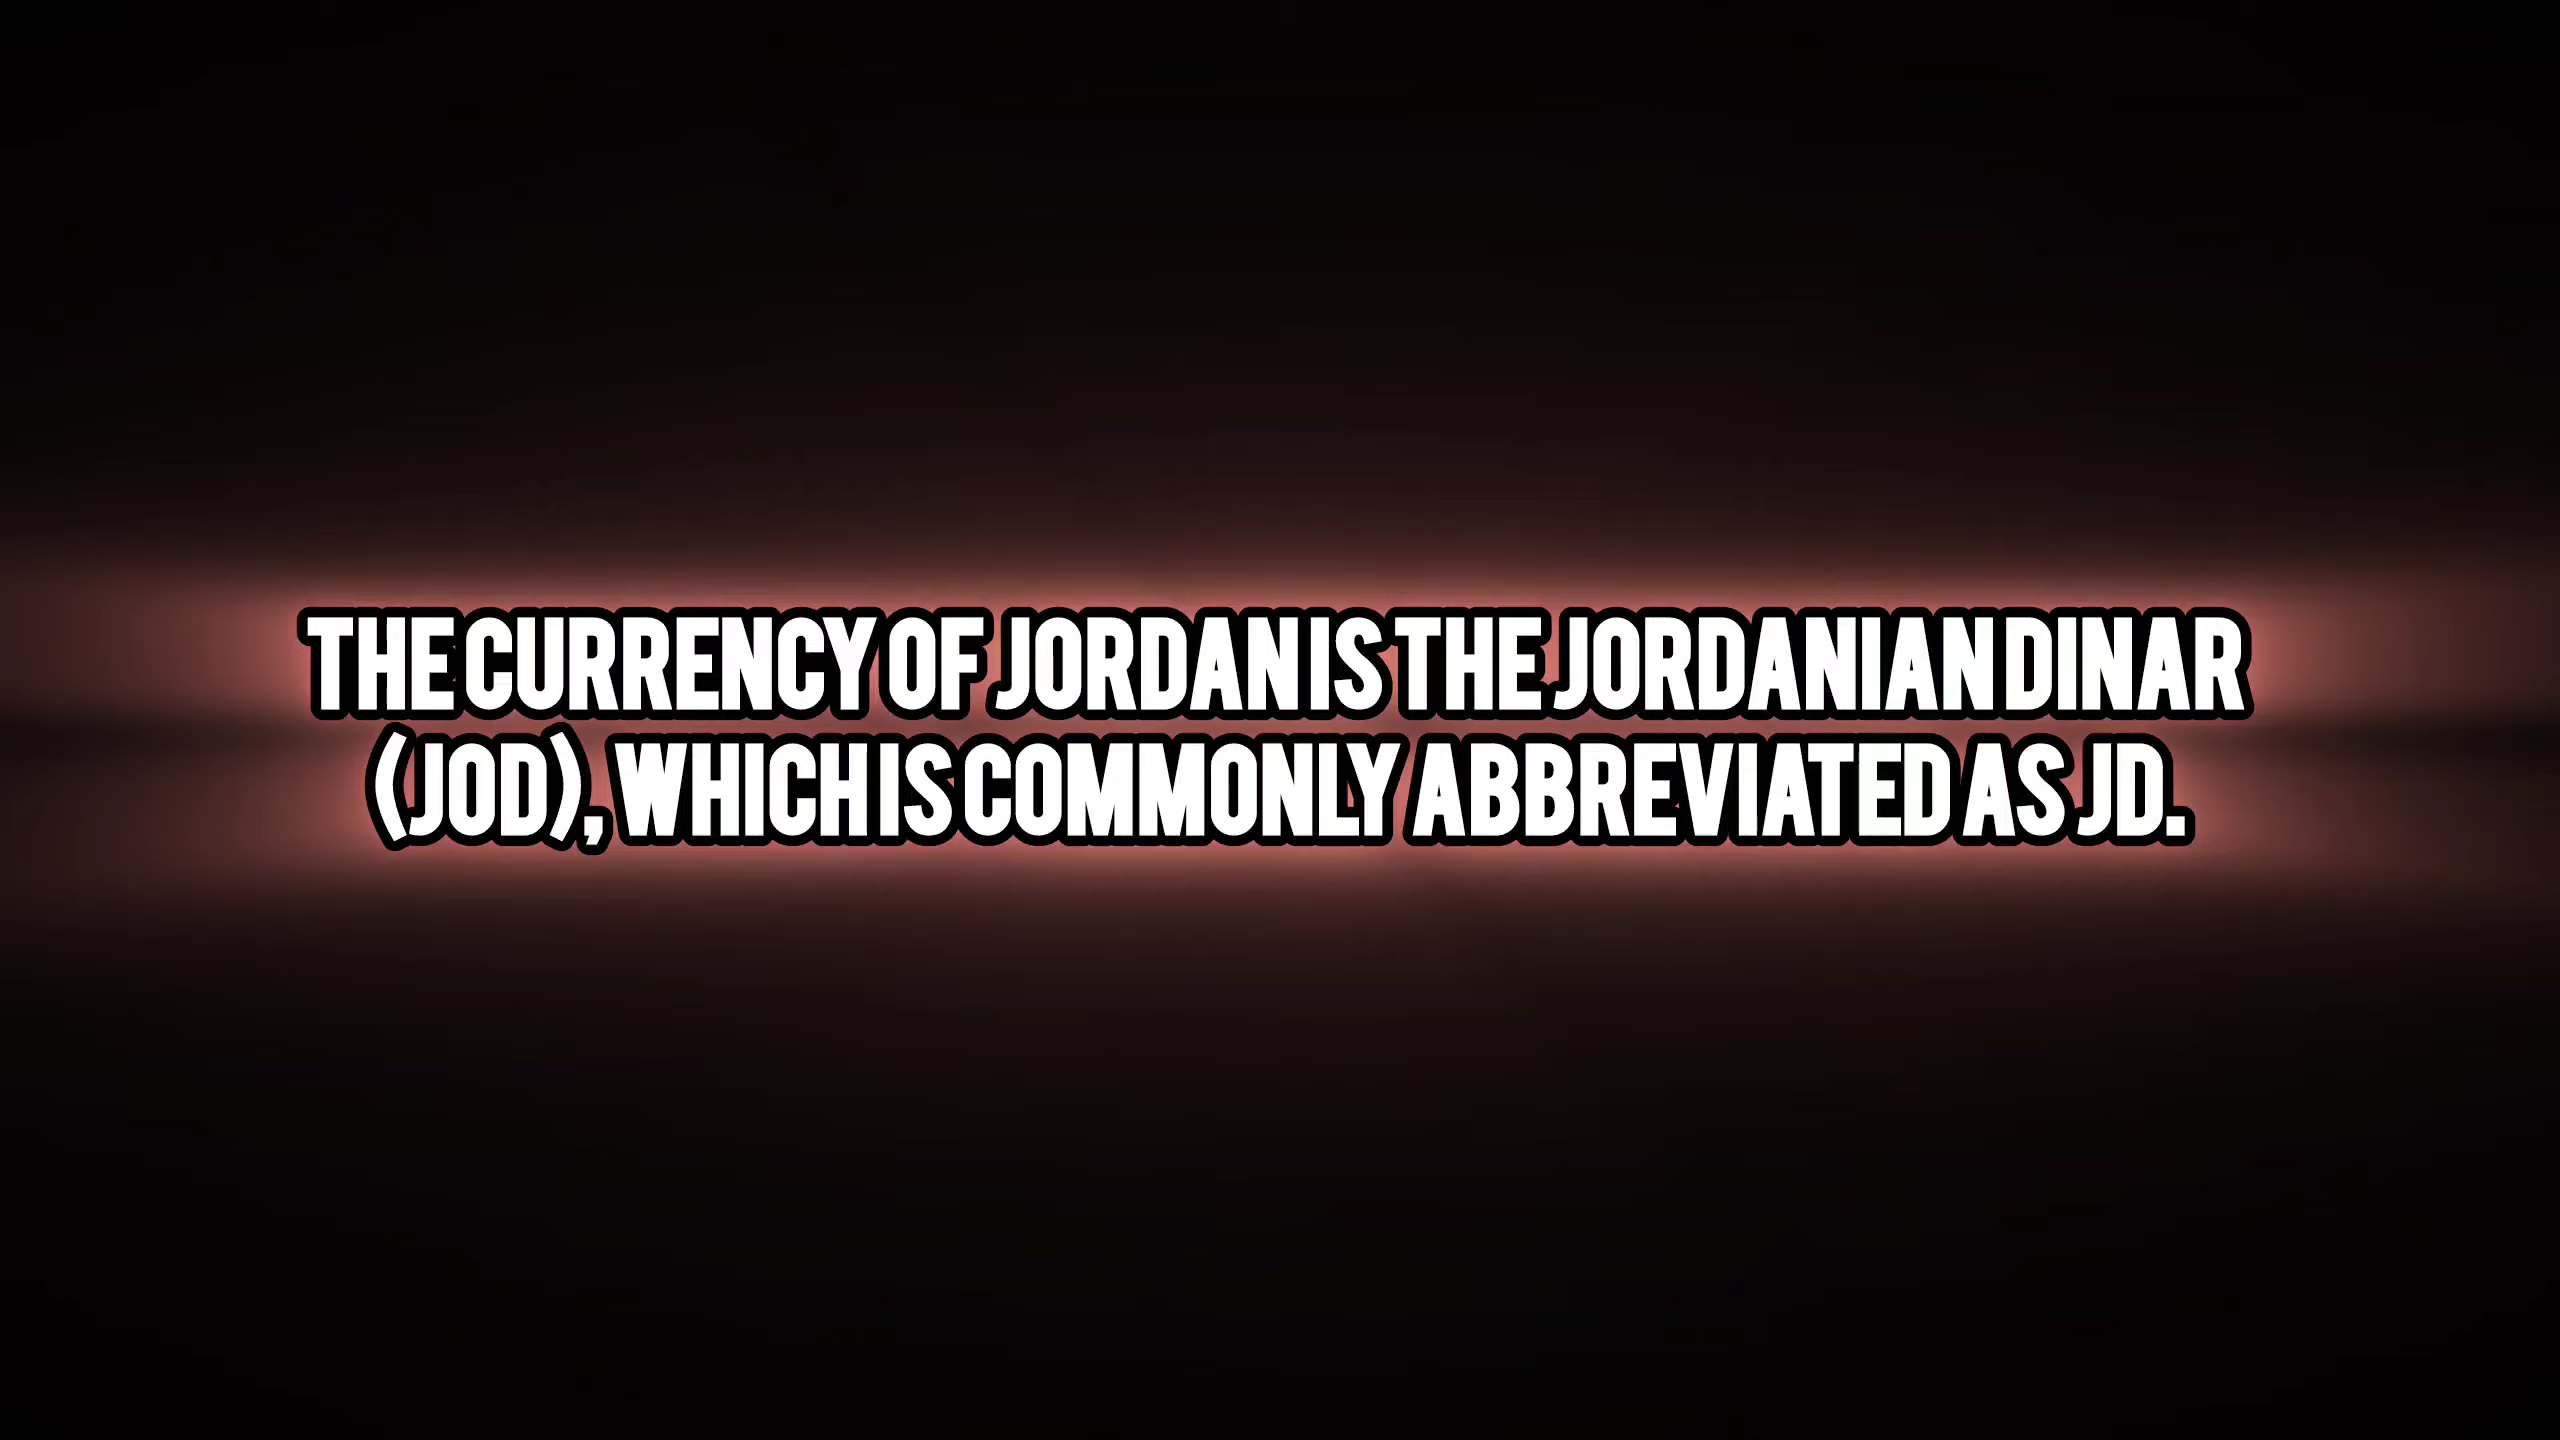 THE CURRENCY OF JORDAN IS THE JORDANIAN DINAR
(JOD), WHICH IS COMMONLY ABBREVIATED AS JD.